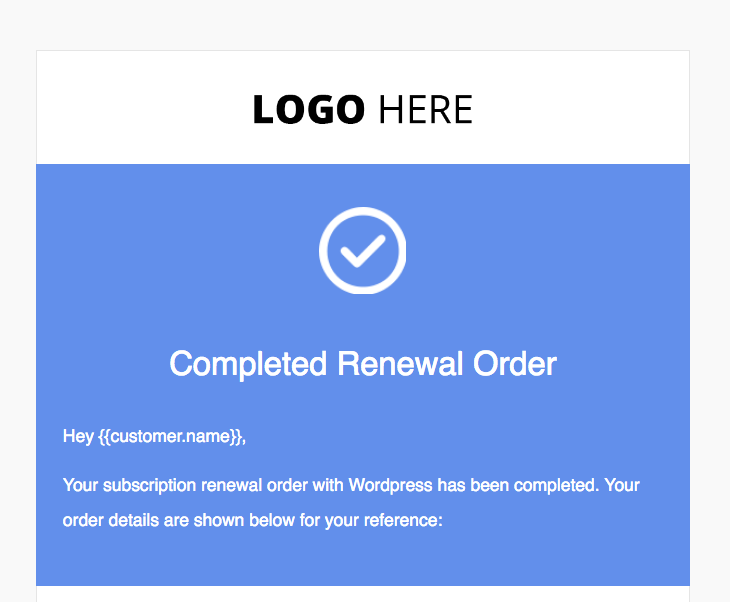 LOGO HERE
Completed Renewal Order
Hey {{customer.name}},
Your subscription renewal order with Wordpress has been completed. Your
order details are shown below for your reference: